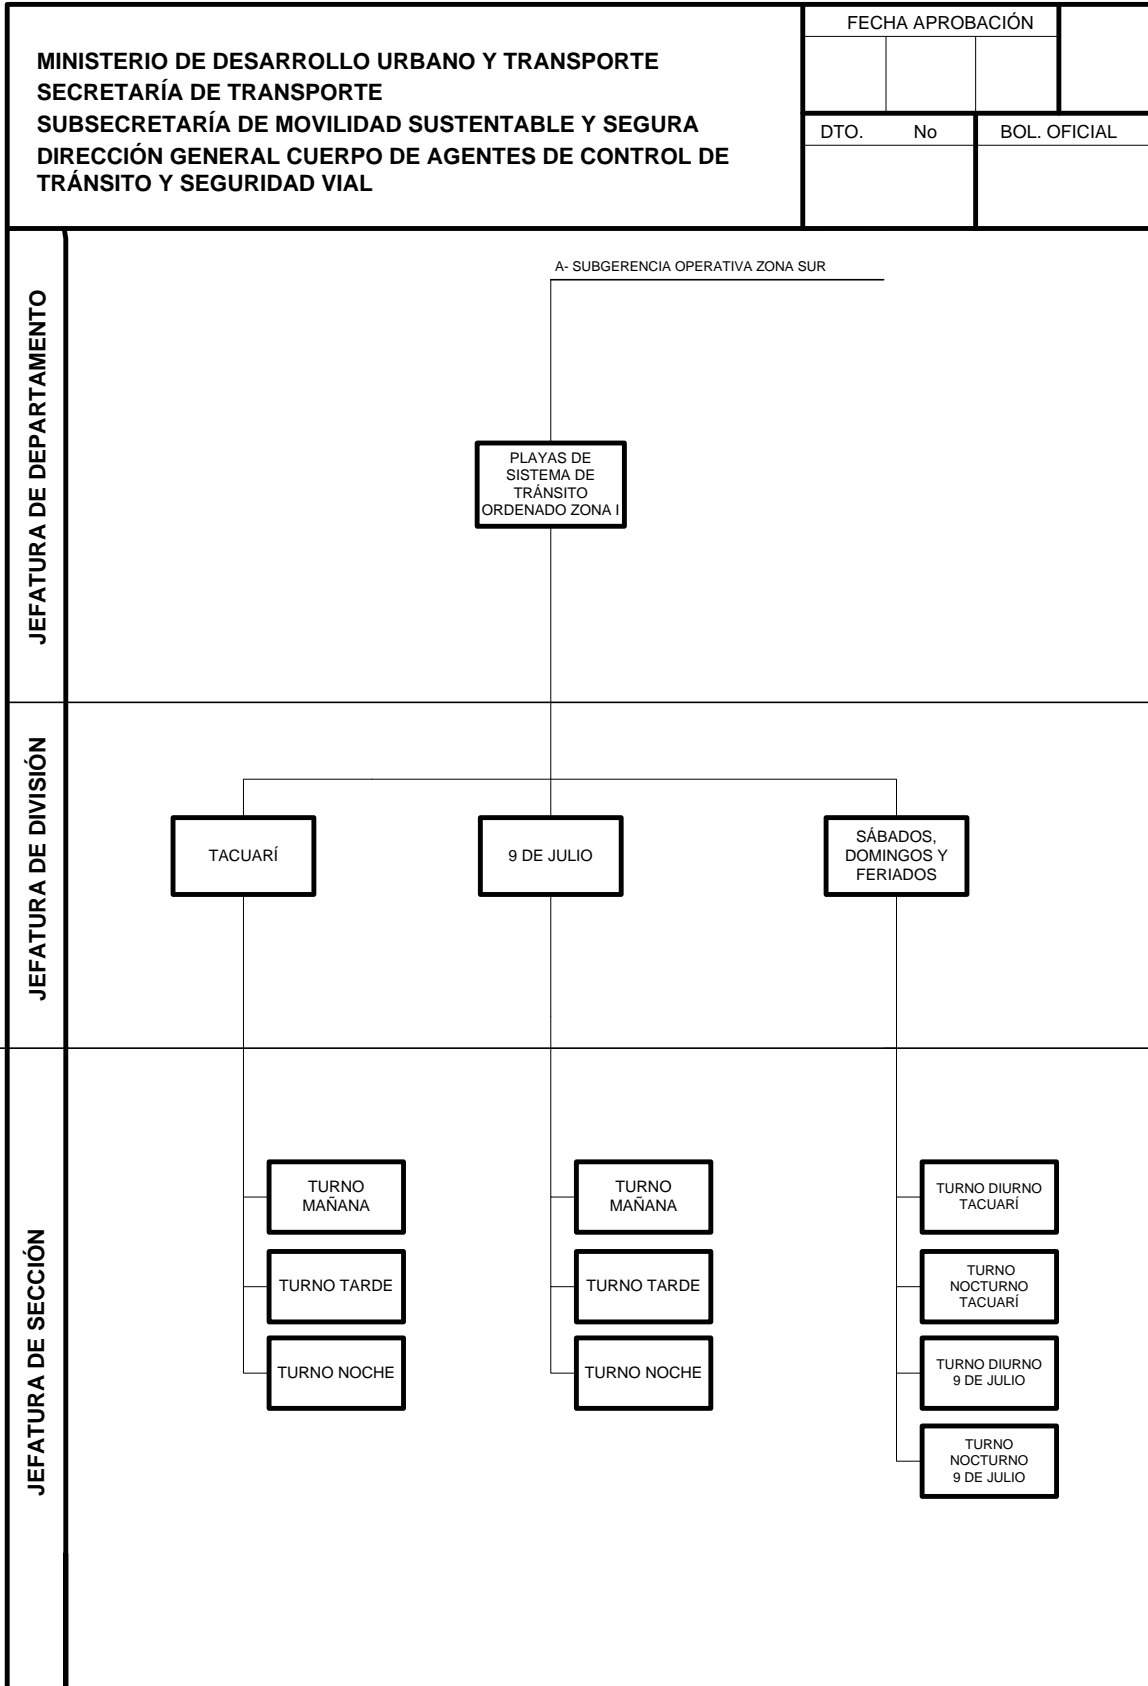 MINISTERIO DE DESARROLLO URBANO Y TRANSPORTE
SECRETARÍA DE TRANSPORTE
SUBSECRETARÍA DE MOVILIDAD SUSTENTABLE Y SEGURA
DIRECCIÓN GENERAL CUERPO DE AGENTES DE CONTROL DE
TRÁNSITO Y SEGURIDAD VIAL
FECHA APROBACIÓN
DTO. No
BOL. OFICIAL
JEFATURA DE DEPARTAMENTO
A- SUBGERENCIA OPERATIVA ZONA SUR
PLAYAS DE
SISTEMA DE
TRÁNSITO
ORDENADO ZONA I
JEFATURA DE DIVISIÓN
TACUARÍ
9 DE JULIO
SÁBADOS,
DOMINGOS Y
FERIADOS
JEFATURA DE SECCIÓN
TURNO
MAÑANA
TURNO TARDE
TURNO NOCHE
TURNO
MAÑANA
TURNO TARDE
TURNO NOCHE
TURNO DIURNO
TACUARÍ
TURNO
NOCTURNO
TACUARÍ
TURNO DIURNO
9 DE JULIO
TURNO
NOCTURNO
9 DE JULIO